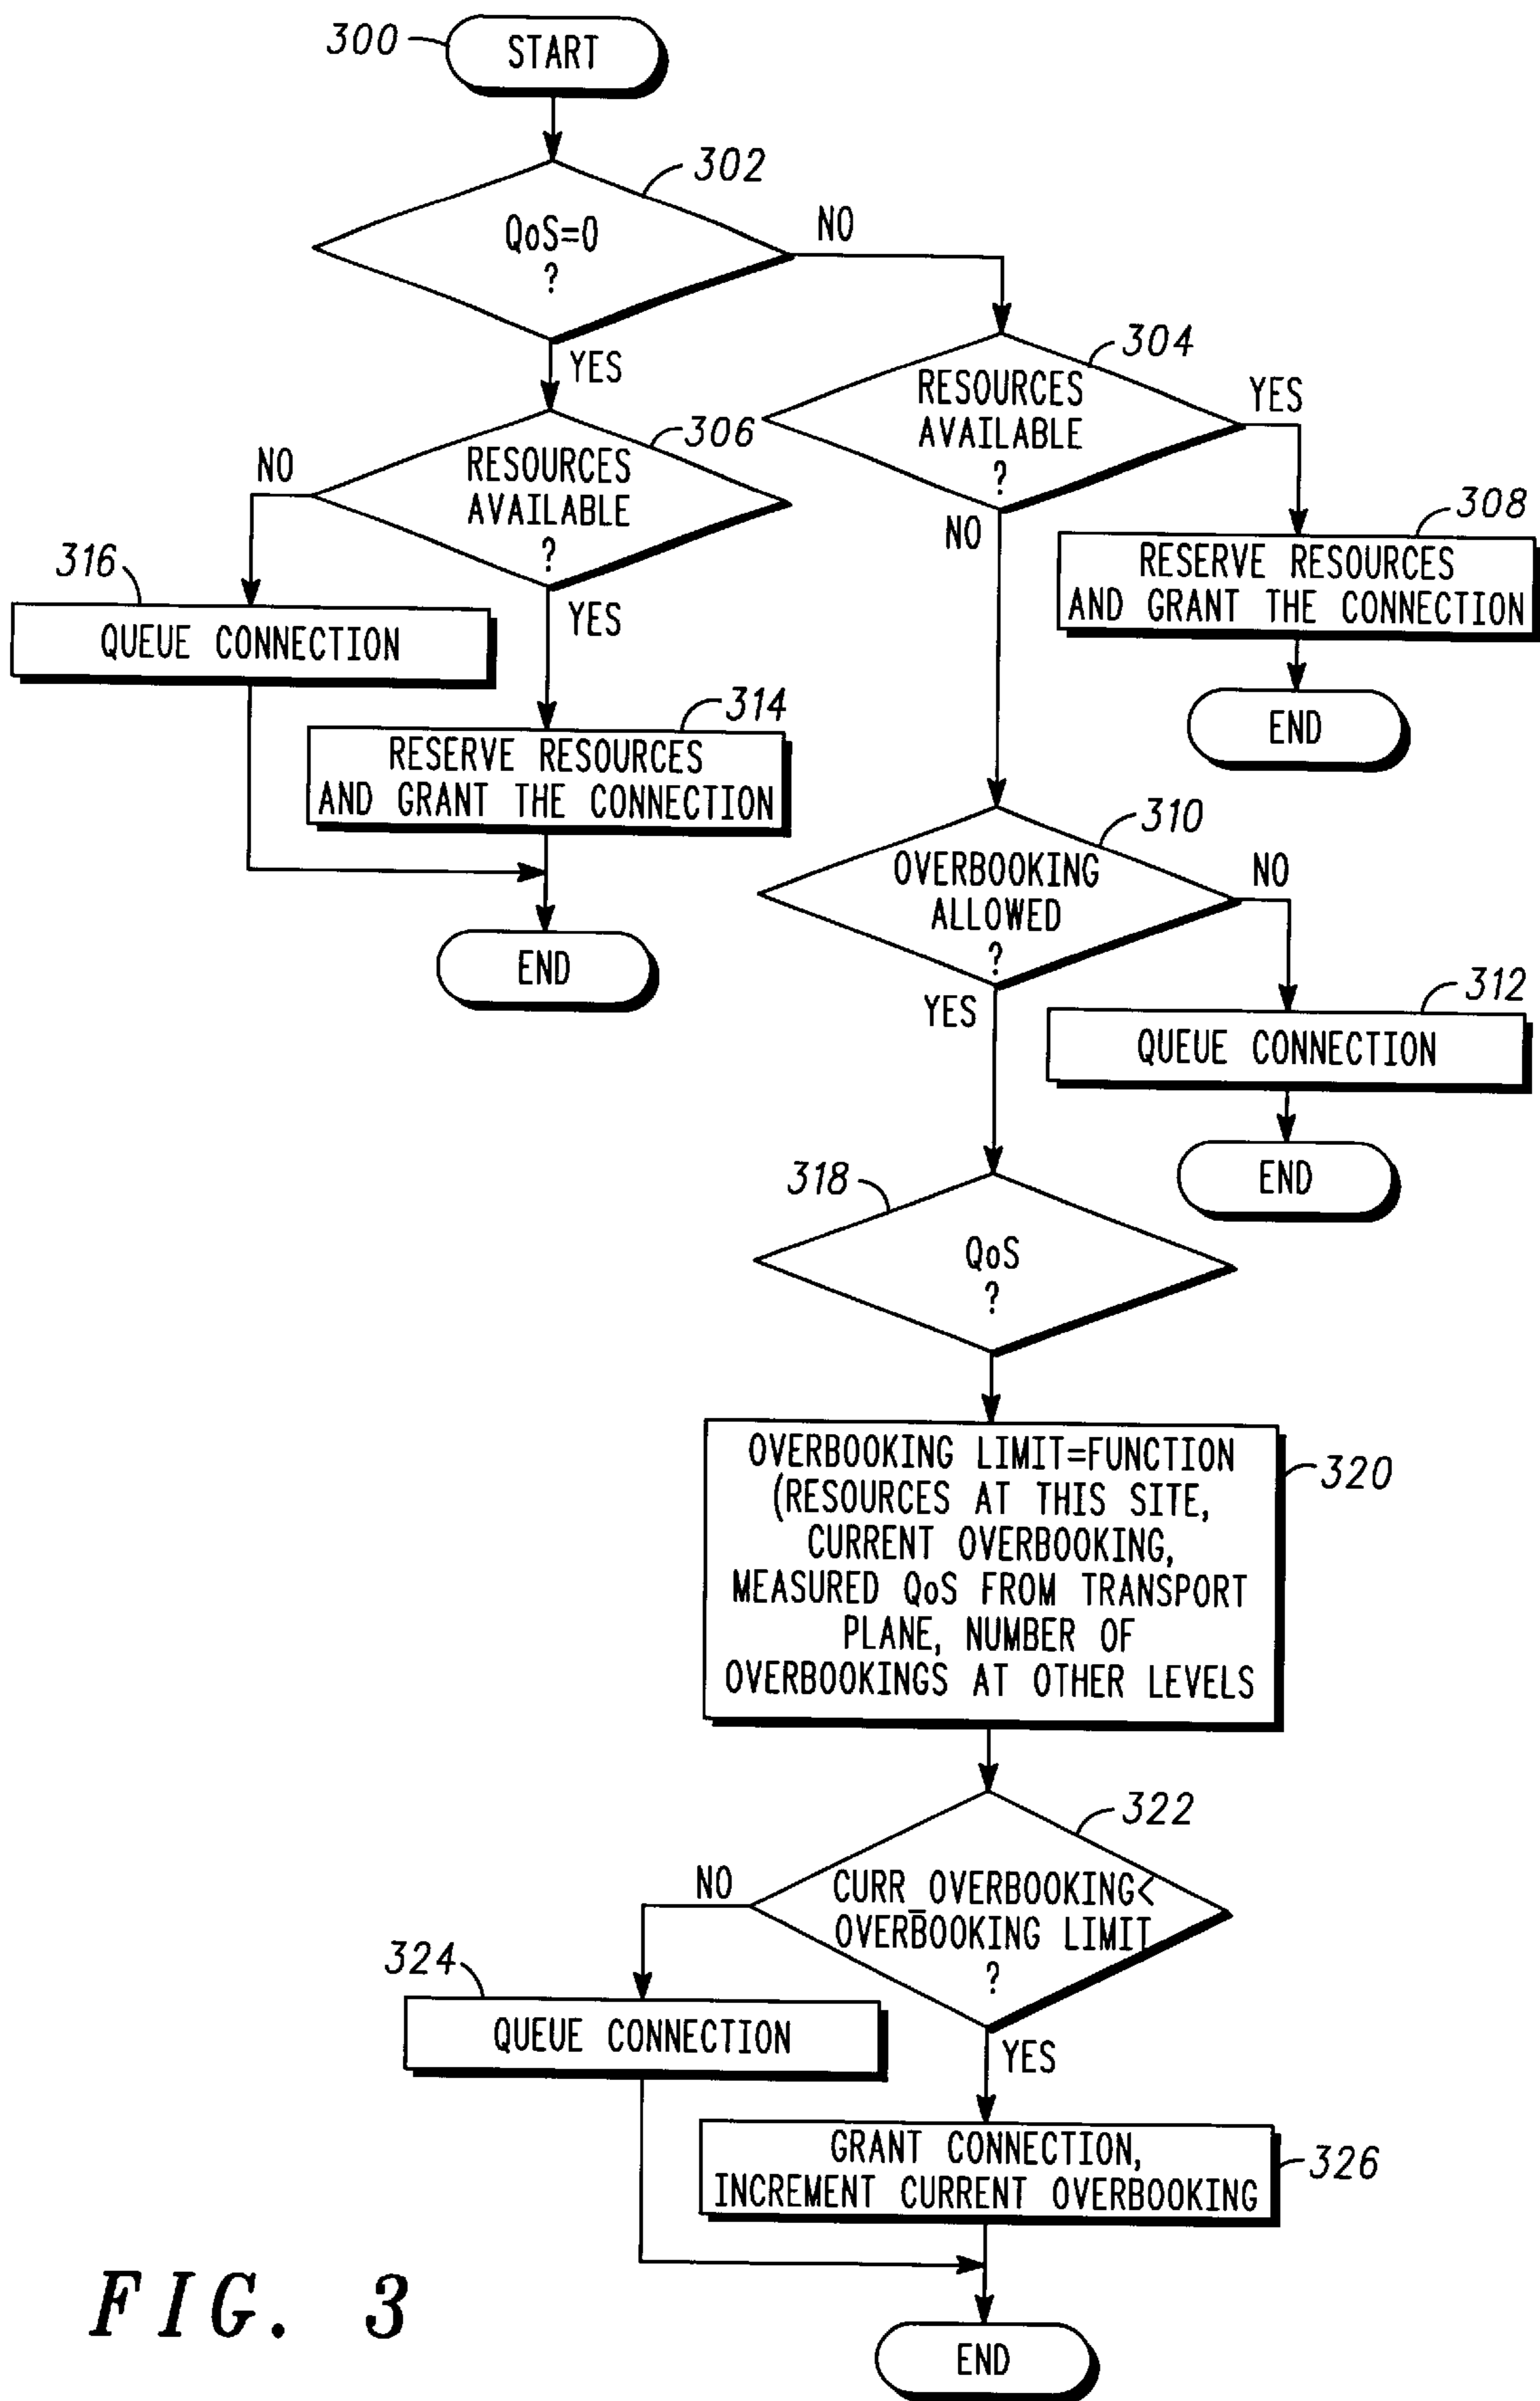 300
START
302
QoS=0
?
NO
YES
304
RESOURCES
AVAILABLE
?
YES
NO
306
RESOURCES
AVAILABLE
?
NO
YES
308
RESERVE RESOURCES
AND GRANT THE CONNECTION
END
316
QUEUE CONNECTION
314
RESERVE RESOURCES
AND GRANT THE CONNECTION
END
310
OVERBOOKING
ALLOWED
?
NO
YES
312
QUEUE CONNECTION
END
318
QoS
?
320
OVERBOOKING LIMIT=FUNCTION
(RESOURCES AT THIS SITE,
CURRENT OVERBOOKING,
MEASURED QoS FROM TRANSPORT
PLANE, NUMBER OF
OVERBOOKINGS AT OTHER LEVELS
322
CURR_OVERBOOKING<
OVERBOOKING LIMIT
?
NO
YES
324
QUEUE CONNECTION
326
GRANT CONNECTION,
INCREMENT CURRENT OVERBOOKING
END
FIG. 3